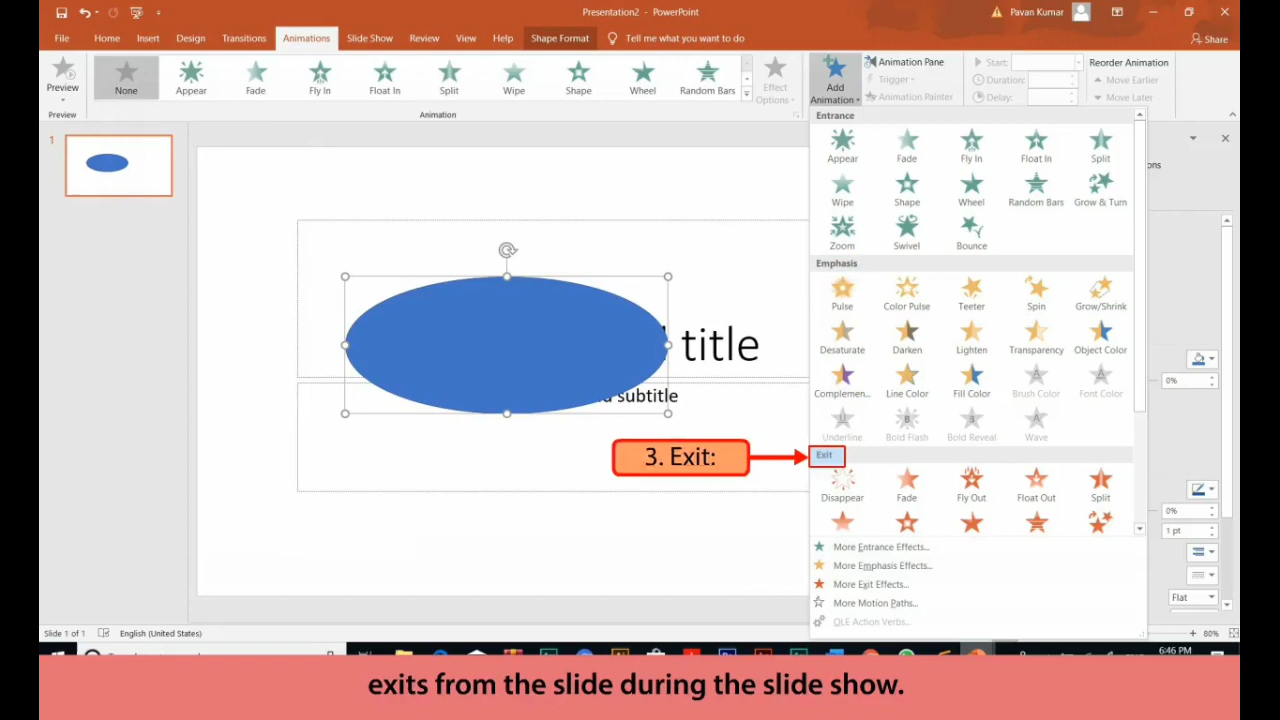 Presentation2 - PowerPoint
Pavan Kumar
File Home Insert Design Transitions Animations Slide Show Review View Help Shape Format Tell me what you want to do
Share
Preview
None Appear Fade Fly In Float In Split Wipe Shape Wheel Random Bars
Effect Options
Add Animation
Animation Pane
Trigger
Animation Painter
Start:
Duration:
Delay:
Reorder Animation
Move Earlier
Move Later
Preview
Animation
1
title
subtitle
3. Exit:
Entrance
Appear Fade Fly In Float In Split
Wipe Shape Wheel Random Bars Grow & Turn
Zoom Swivel Bounce
Emphasis
Pulse Color Pulse Teeter Spin Grow/Shrink
Desaturate Darken Lighten Transparency Object Color
Complemen... Line Color Fill Color Brush Color Font Color
Underline Bold Flash Bold Reveal Wave
Exit
Disappear Fade Fly Out Float Out Split
More Entrance Effects...
More Emphasis Effects...
More Exit Effects...
More Motion Paths...
OLE Action Verbs...
ons
0%
0%
1 pt
Flat
Slide 1 of 1 English (United States)
80%
6:46 PM
exits from the slide during the slide show.